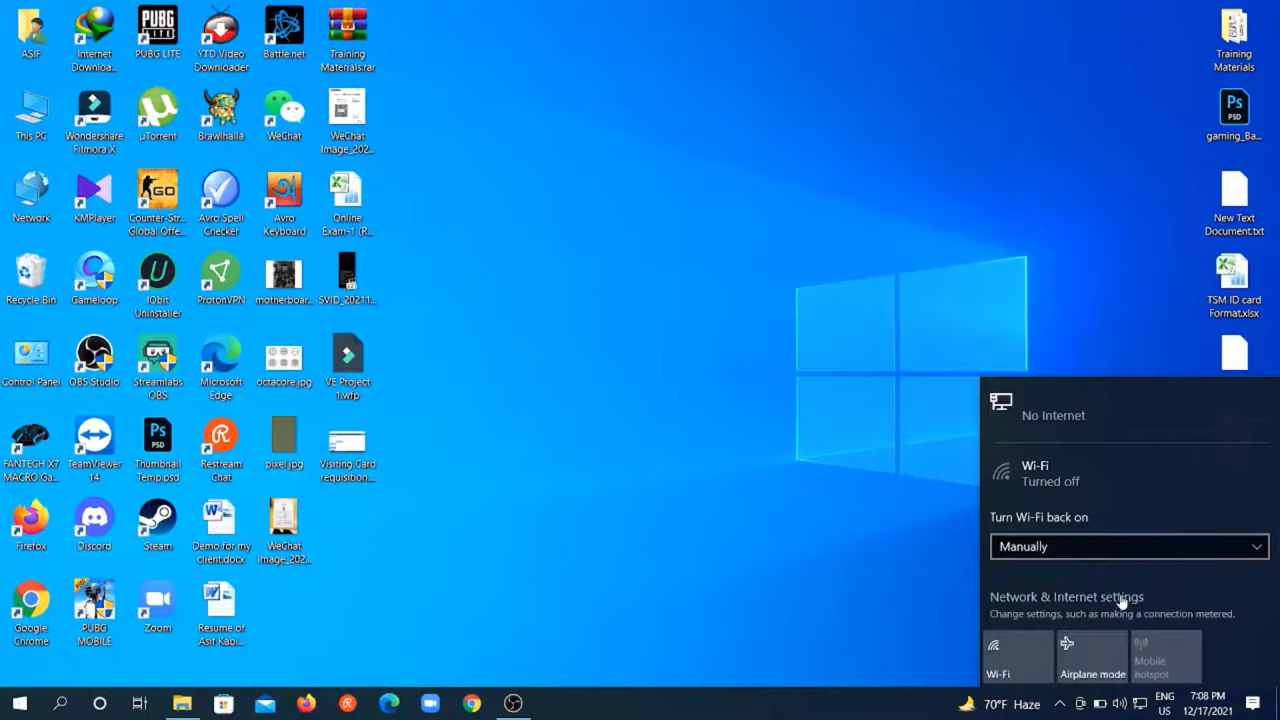 ASIF
Internet
Downloa...
PUBG LITE
YTD Video
Downloader
Battle.net
Training
Materials.rar
This PC
Wondershare
Filmora X
µTorrent
Brawlhalla
WeChat
WeChat
Image_202...
Network
KMPlayer
Counter-Str...
Global Offe...
Avro Spell
Checker
Avro
Keyboard
Online
Exam-1 (R...
Recycle Bin
Gameloop
IObit
Uninstaller
ProtonVPN
motherboar...
SVID_20211...
Control Panel
OBS Studio
Streamlabs
OBS
Microsoft
Edge
octacore.jpg
VE Project
1.wfp
FANTECH X7
MACRO Ga...
TeamViewer
14
Thumbnail
Temp.psd
Restream
Chat
pixel.jpg
Visiting Card
requisition...
Firefox
Discord
Steam
Demo for my
client.docx
WeChat
Image_202...
Google
Chrome
PUBG
MOBILE
Zoom
Resume of
Asif Kabi...
Training
Materials
gaming_Ba...
New Text
Document.txt
TSM ID card
Format.xlsx
No Internet
Wi-Fi
Turned off
Turn Wi-Fi back on
Manually
Network & Internet settings
Change settings, such as making a connection metered.
Wi-Fi
Airplane mode
Mobile
hotspot
70°F Haze
ENG
US
7:08 PM
12/17/2021